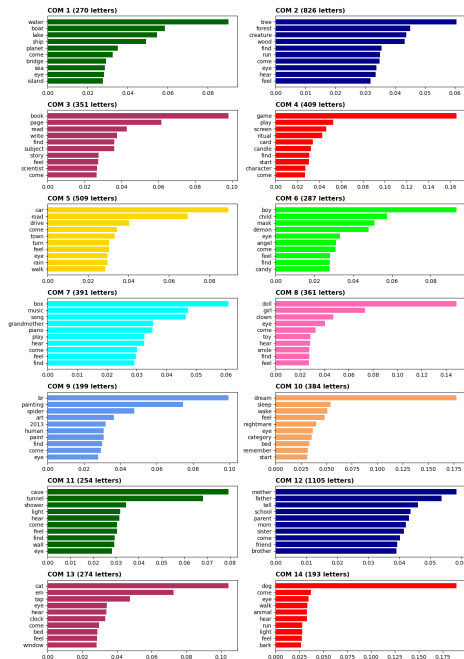 COM 1 (270 letters)
water
boat
lake
ship
planet
come
bridge
sea
eye
island
0.00 0.02 0.04 0.06 0.08
COM 2 (826 letters)
tree
forest
creature
wood
find
run
come
eye
hear
feel
0.00 0.01 0.02 0.03 0.04 0.05 0.06
COM 3 (351 letters)
book
page
read
write
find
subject
story
feel
scientist
come
0.00 0.02 0.04 0.06 0.08 0.10
COM 4 (409 letters)
game
play
screen
ritual
card
candle
find
start
character
come
0.00 0.02 0.04 0.06 0.08 0.10 0.12 0.14 0.16
COM 5 (509 letters)
car
road
drive
come
town
turn
feel
eye
rain
walk
0.00 0.02 0.04 0.06 0.08
COM 6 (287 letters)
boy
child
mask
demon
eye
angel
come
feel
find
candy
0.00 0.02 0.04 0.06 0.08
COM 7 (391 letters)
box
music
song
grandmother
piano
play
hear
come
feel
find
0.00 0.01 0.02 0.03 0.04 0.05 0.06
COM 8 (361 letters)
doll
girl
clown
eye
come
toy
hear
smile
find
feel
0.00 0.02 0.04 0.06 0.08 0.10 0.12 0.14
COM 9 (199 letters)
br
painting
spider
art
2013
human
paint
find
come
eye
0.00 0.02 0.04 0.06 0.08 0.10
COM 10 (384 letters)
dream
sleep
wake
feel
nightmare
eye
category
bed
remember
start
0.000 0.025 0.050 0.075 0.100 0.125 0.150 0.175
COM 11 (254 letters)
cave
tunnel
shower
light
hear
come
feel
find
wall
eye
0.00 0.01 0.02 0.03 0.04 0.05 0.06 0.07 0.08
COM 12 (1105 letters)
mother
father
tell
school
parent
mom
sister
come
friend
brother
0.00 0.01 0.02 0.03 0.04 0.05
COM 13 (274 letters)
cat
em
tap
eye
hear
clock
come
bed
feel
window
0.00 0.02 0.04 0.06 0.08 0.10
COM 14 (193 letters)
dog
come
eye
walk
animal
hear
run
light
feel
bark
0.000 0.025 0.050 0.075 0.100 0.125 0.150 0.175